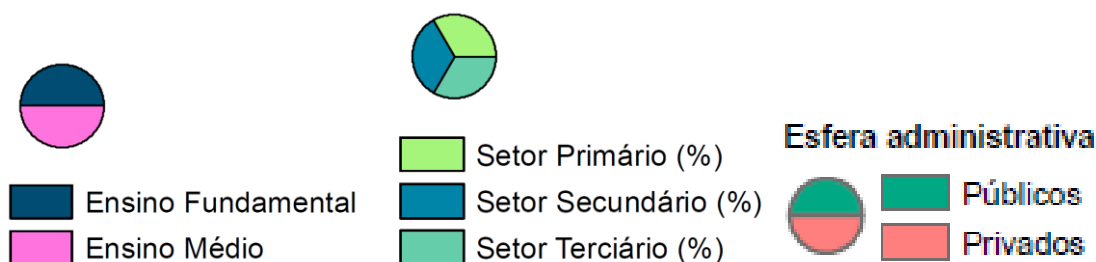 Ensino Fundamental
Ensino Médio
Setor Primário (%)
Setor Secundário (%)
Setor Terciário (%)
Esfera administrativa
Públicos
Privados